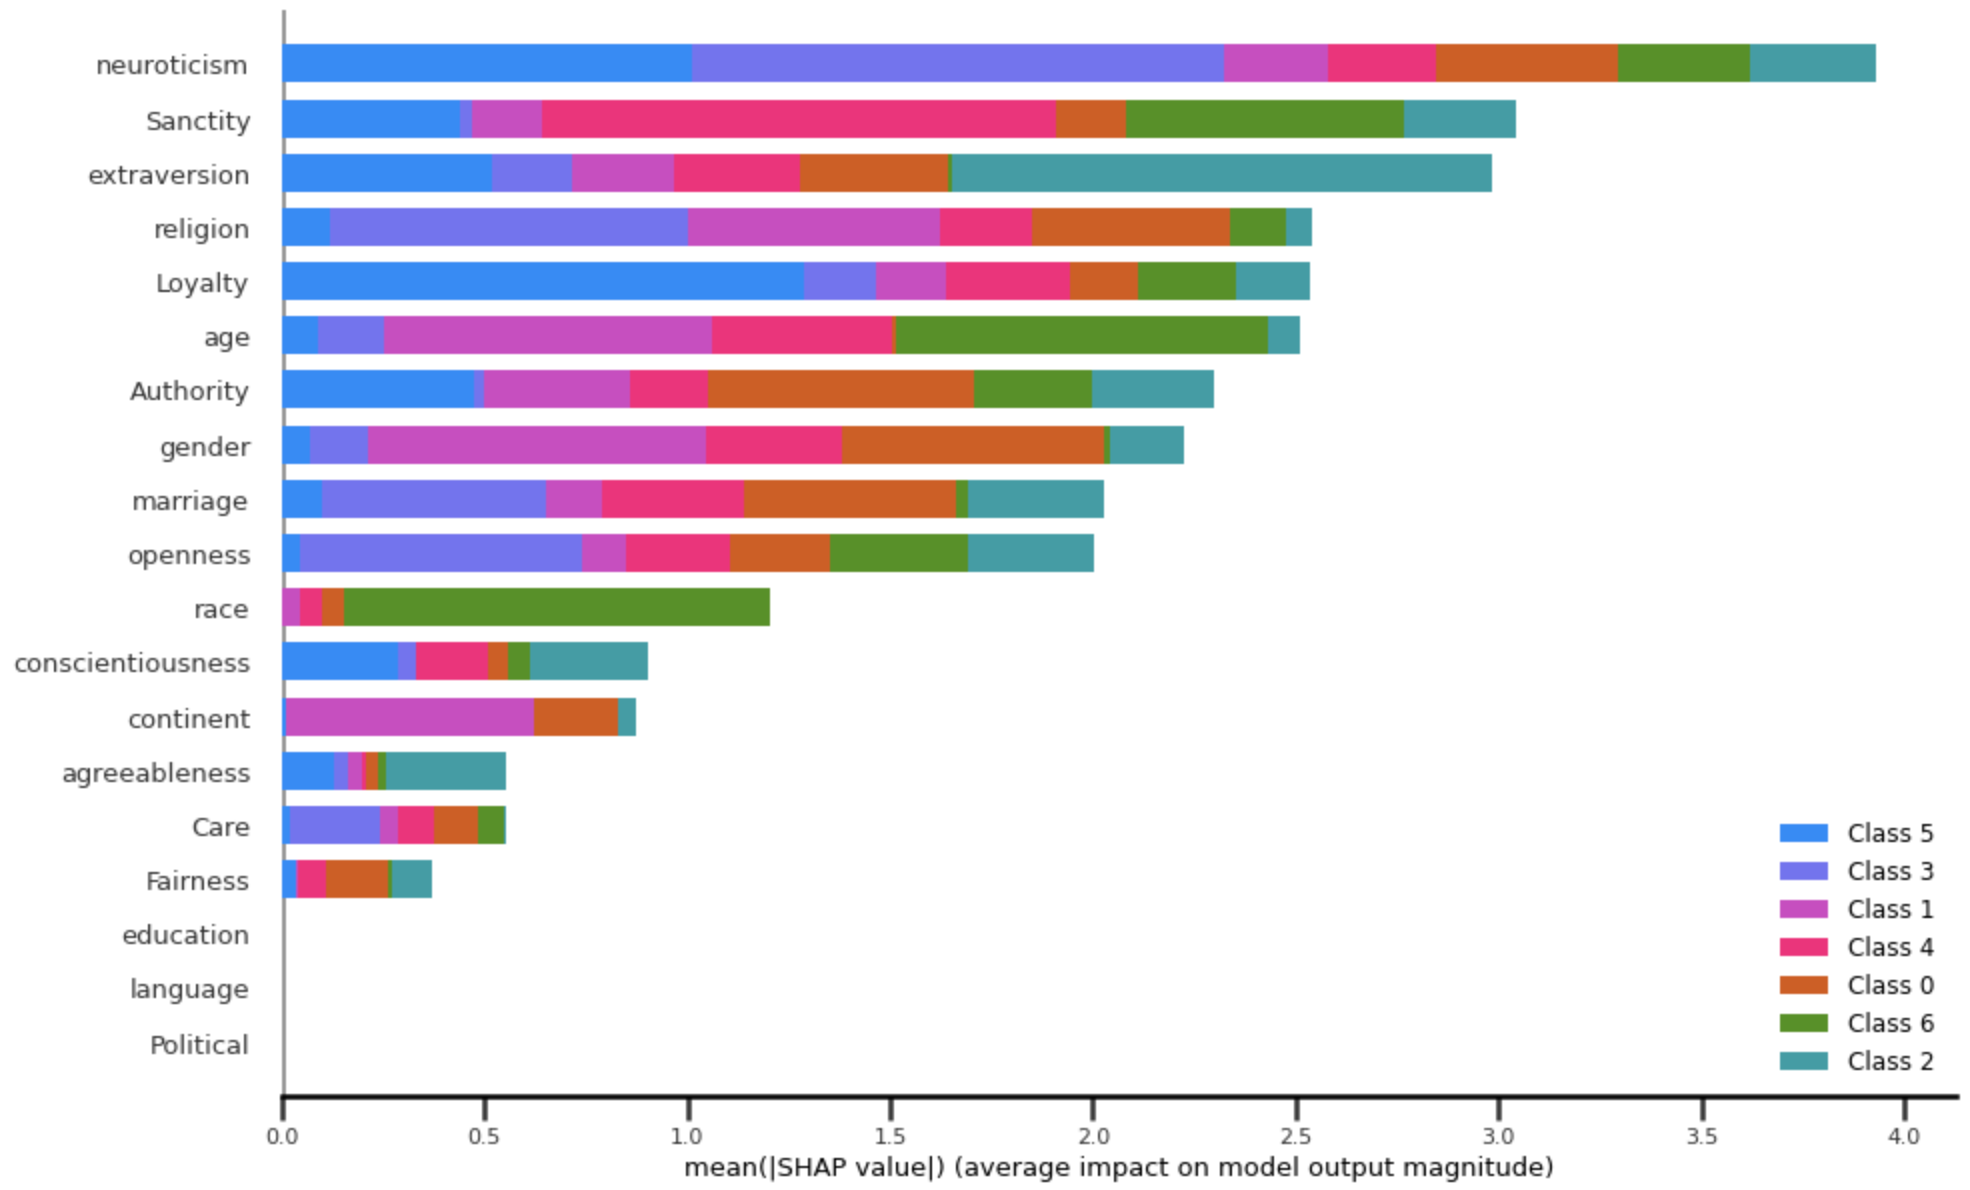 neuroticism
Sanctity
extraversion
religion
Loyalty
age
Authority
gender
marriage
openness
race
conscientiousness
continent
agreeableness
Care
Fairness
education
language
Political
Class 5
Class 3
Class 1
Class 4
Class 0
Class 6
Class 2
0.0 0.5 1.0 1.5 2.0 2.5 3.0 3.5 4.0
mean(|SHAP value|) (average impact on model output magnitude)